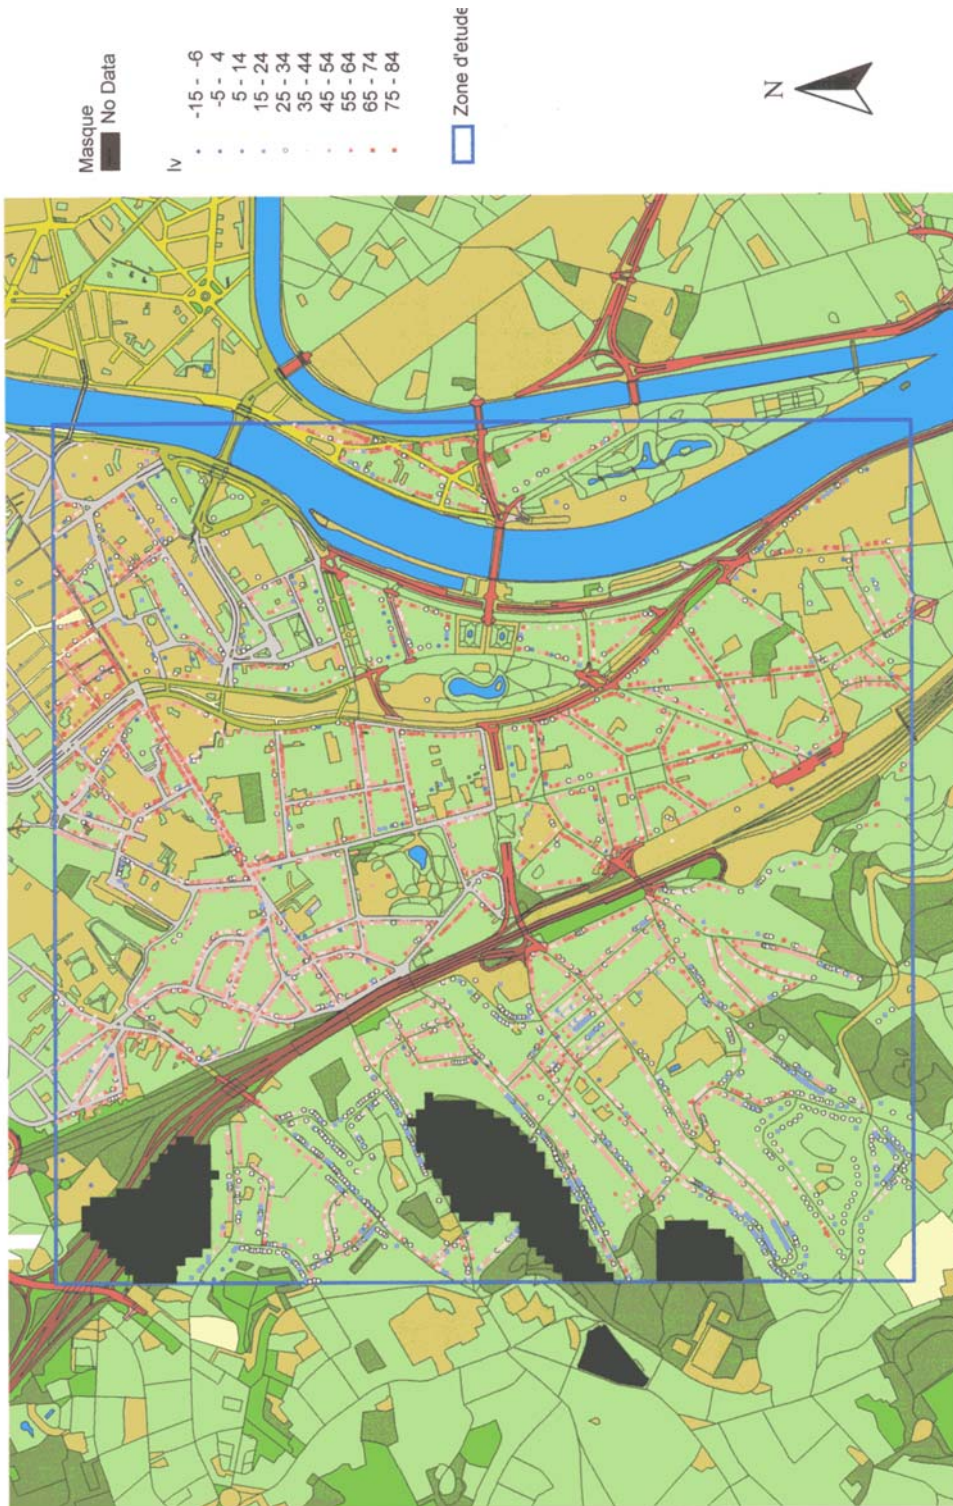 Masque
No Data
Iv
-15 - -6
-5 - 4
5 - 14
15 - 24
25 - 34
35 - 44
45 - 54
55 - 64
65 - 74
75 - 84
Zone d'etude
N